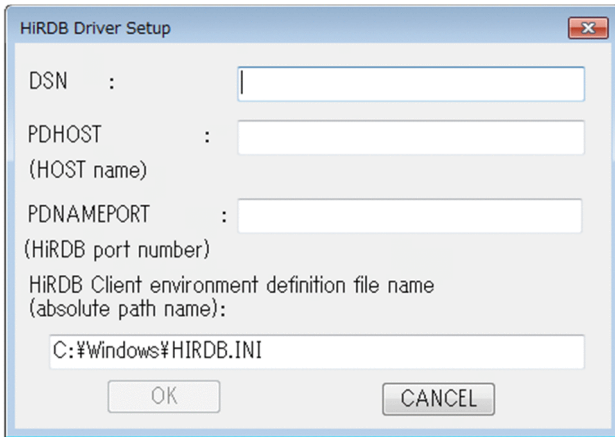 HiRDB Driver Setup
DSN :
PDHOST :
(HOST name)
PDNAMEPORT :
(HiRDB port number)
HiRDB Client environment definition file name
(absolute path name):
C:¥Windows¥HIRDB.INI
OK CANCEL